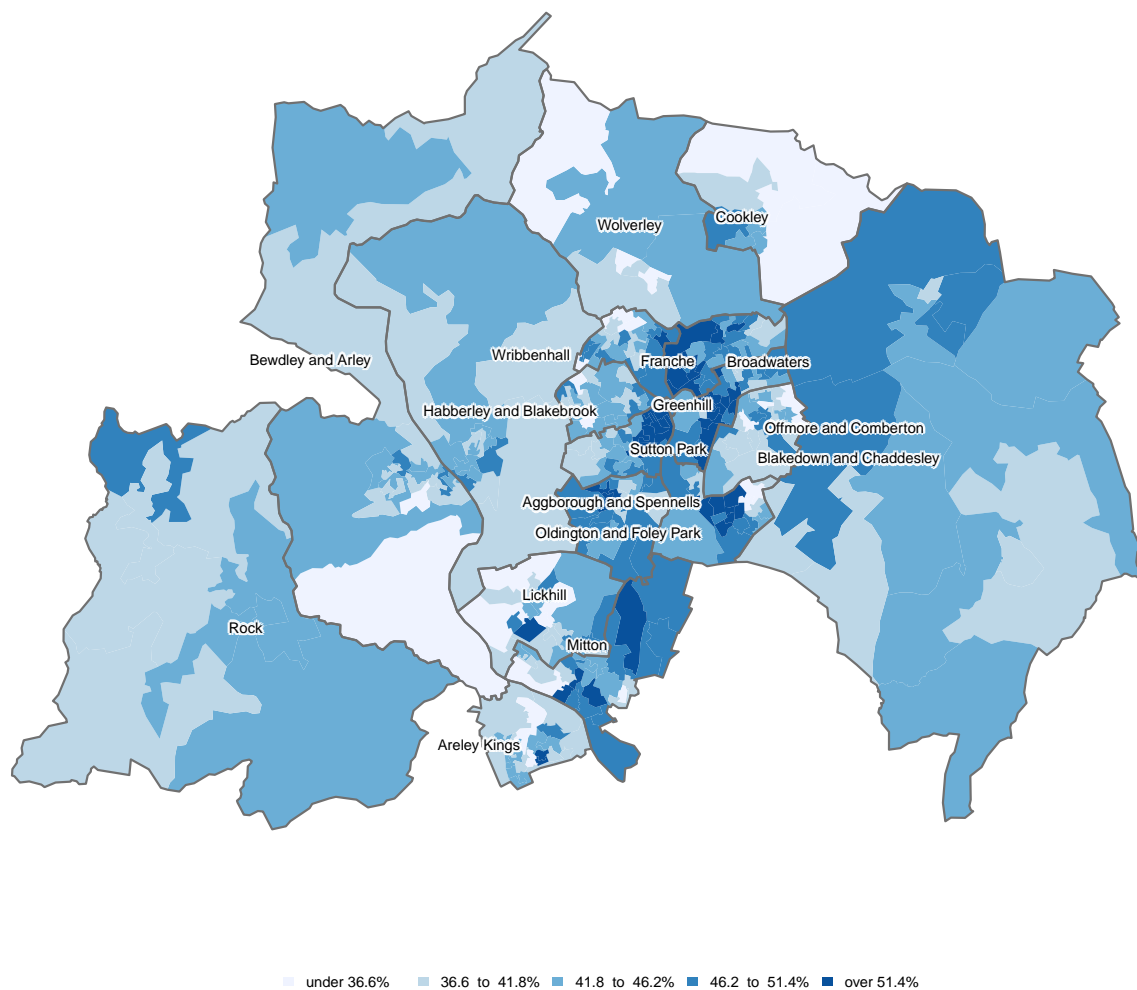 Cookley
Wolverley
Wribbenhall
Bewdley and Arley
Franche
Broadwaters
Habberley and Blakebrook
Greenhill
Offmore and Comberton
Sutton Park
Blakedown and Chaddesley
Aggborough and Spennells
Oldington and Foley Park
Lickhill
Rock
Mitton
Areley Kings
under 36.6% 36.6 to 41.8% 41.8 to 46.2% 46.2 to 51.4% over 51.4%